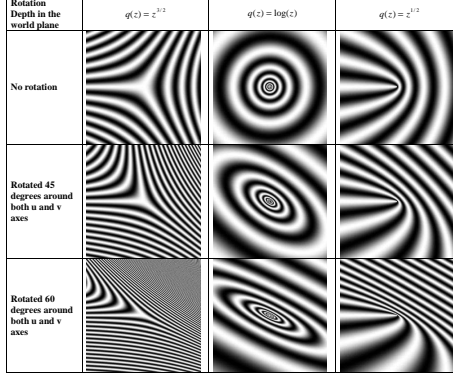 Rotation
Depth in the
world plane
q(z) = z^{3/2}
q(z) = log(z)
q(z) = z^{1/2}
No rotation
Rotated 45
degrees around
both u and v
axes
Rotated 60
degrees around
both u and v
axes